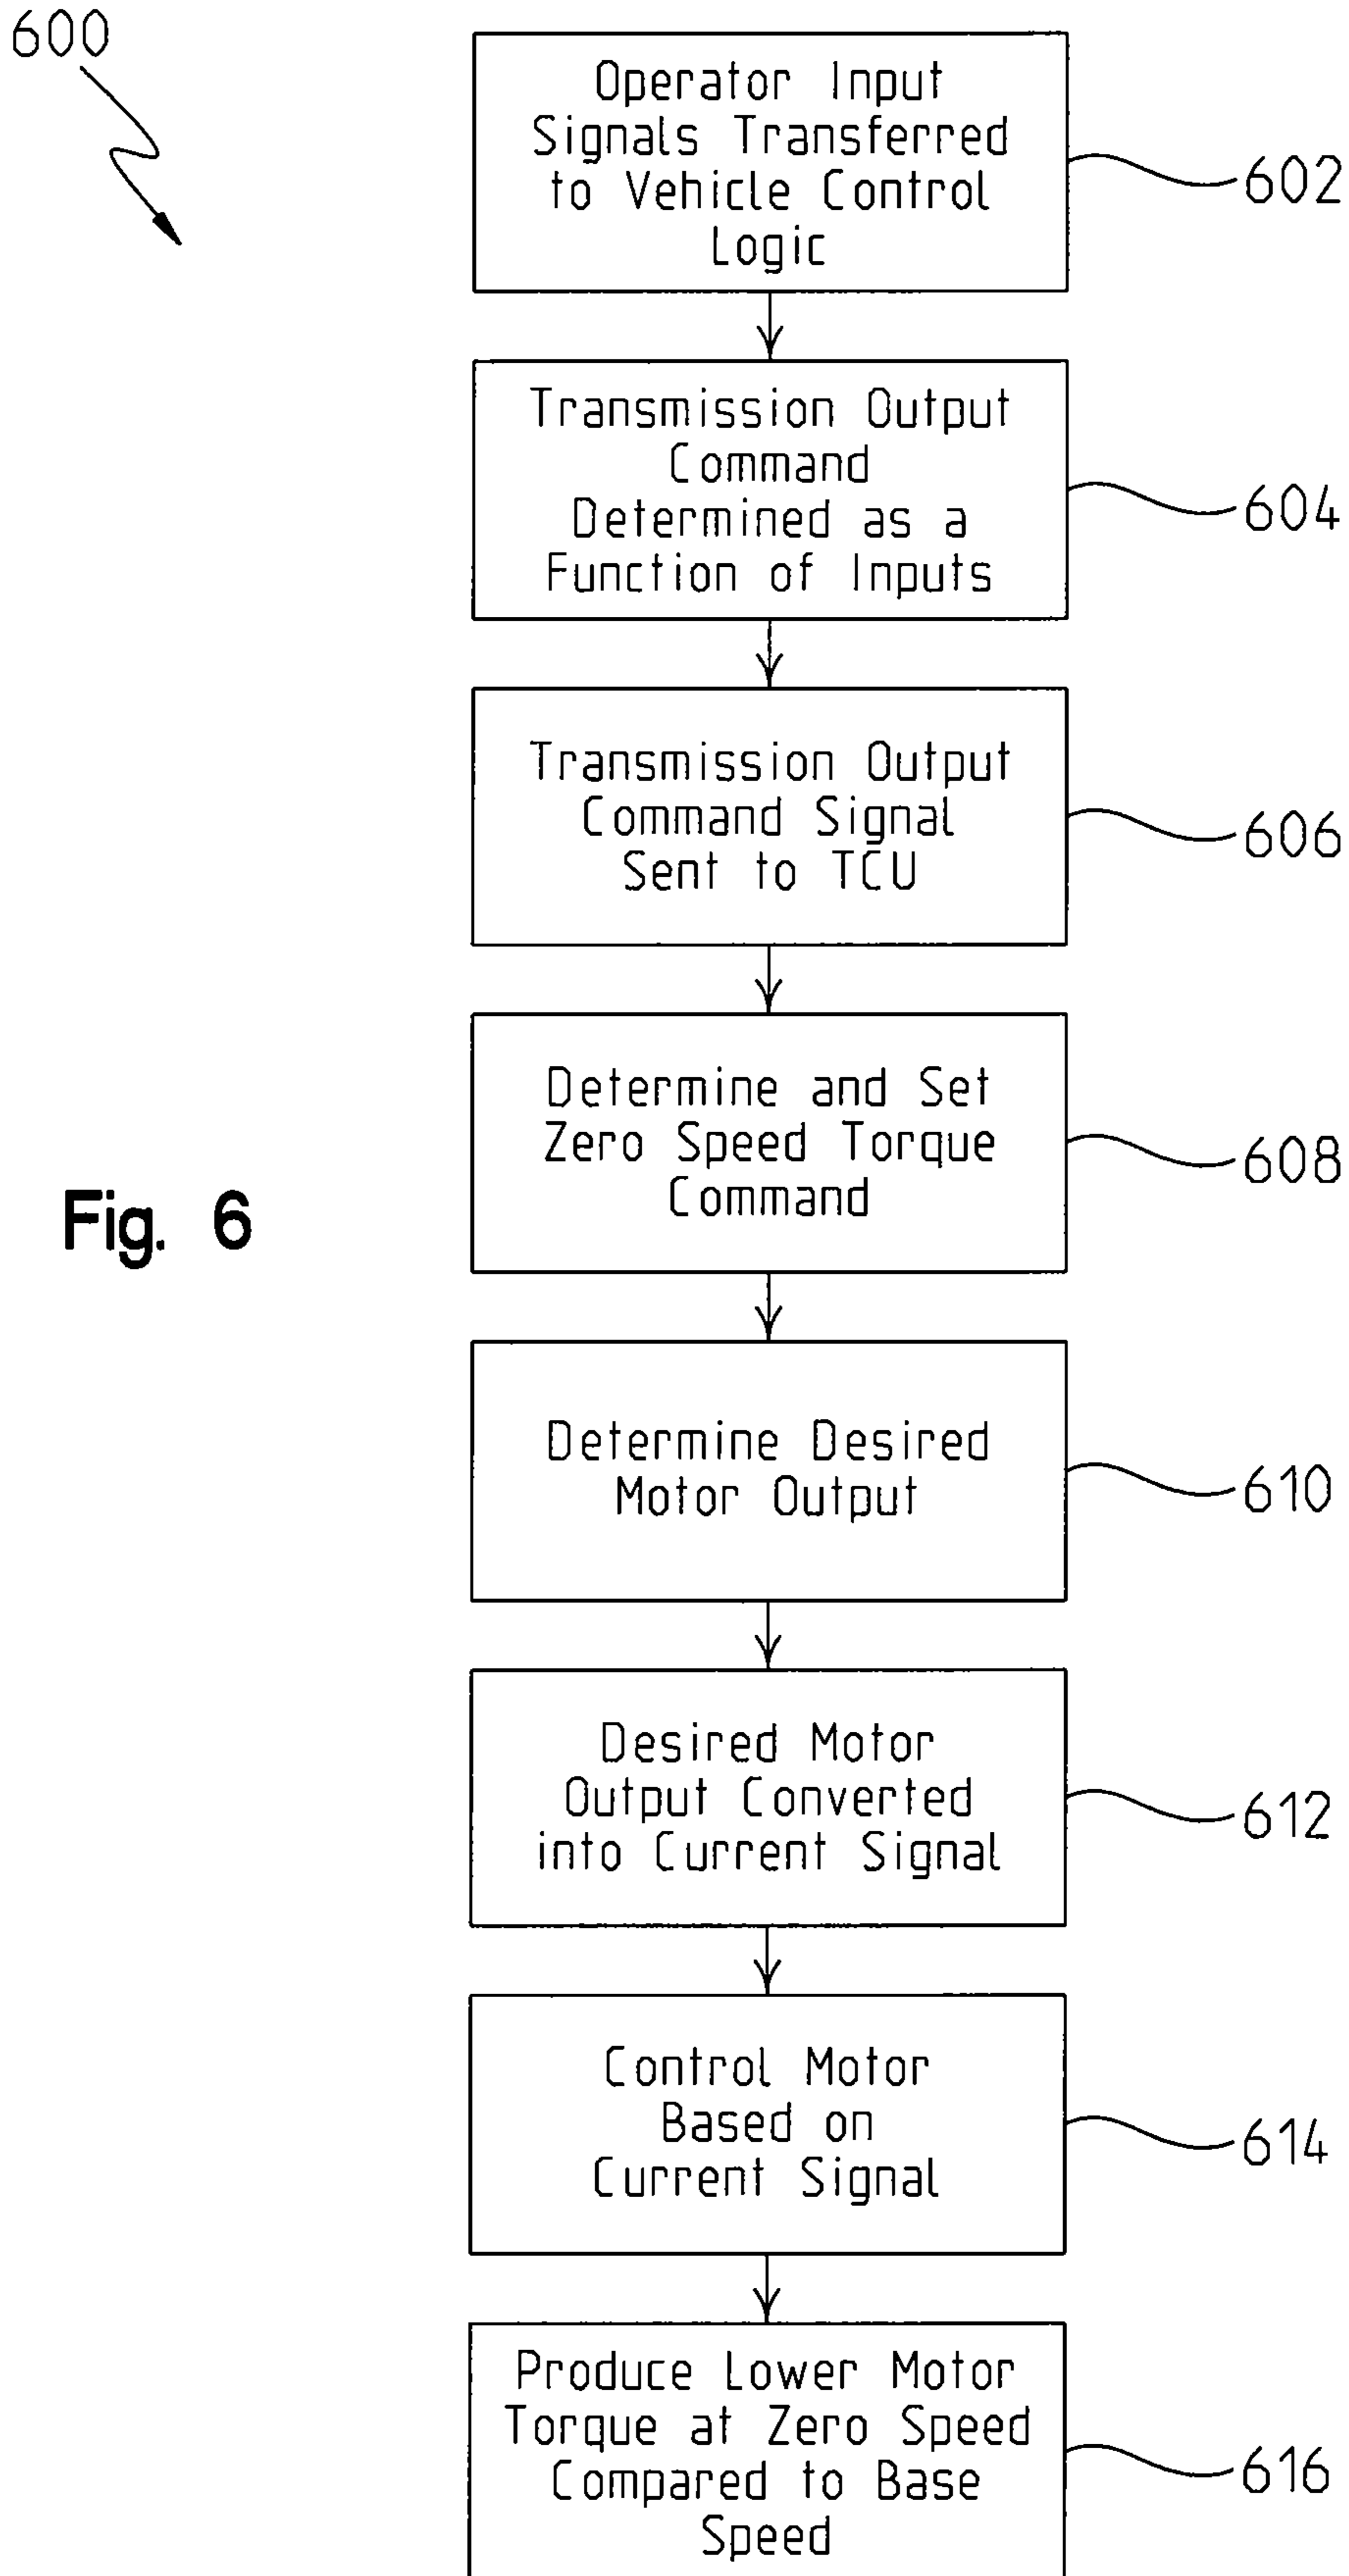 600
Operator Input
Signals Transferred
to Vehicle Control
Logic
602
Transmission Output
Command
Determined as a
Function of Inputs
604
Transmission Output
Command Signal
Sent to TCU
606
Determine and Set
Zero Speed Torque
Command
608
Fig. 6
Determine Desired
Motor Output
610
Desired Motor
Output Converted
into Current Signal
612
Control Motor
Based on
Current Signal
614
Produce Lower Motor
Torque at Zero Speed
Compared to Base
Speed
616